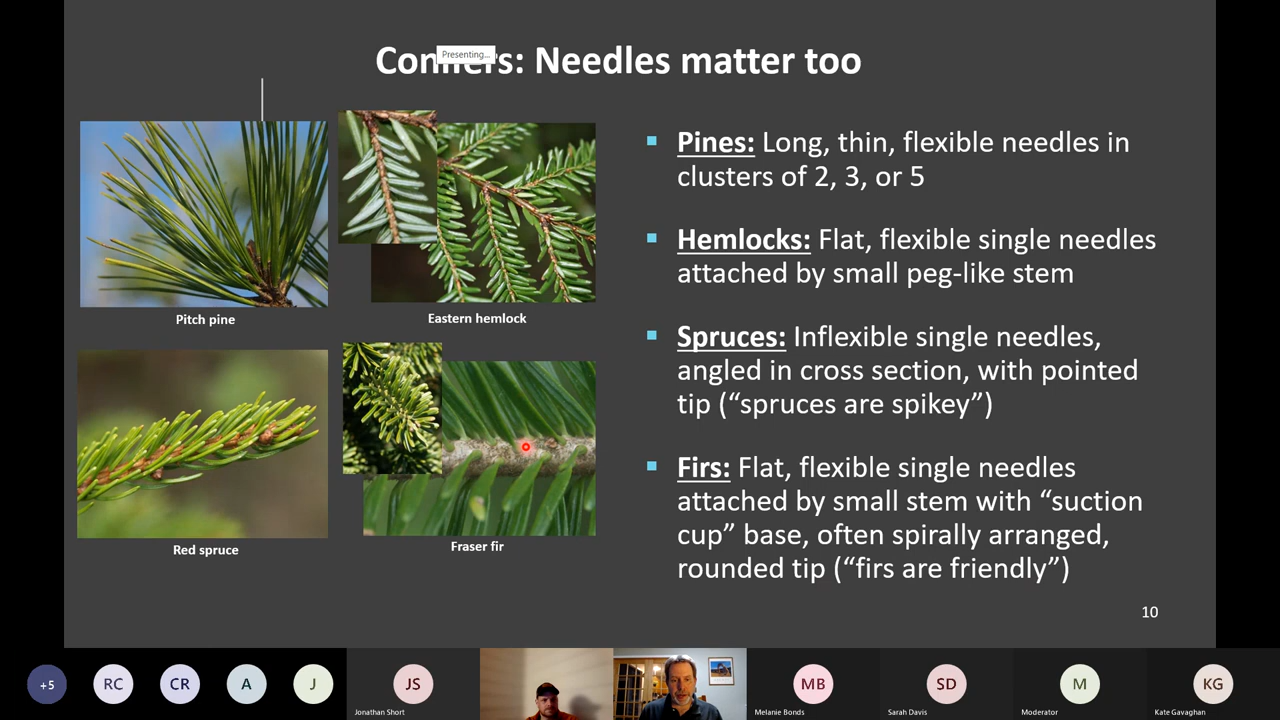 Conifers: Needles matter too
Presenting...
Pines: Long, thin, flexible needles in
clusters of 2, 3, or 5
Hemlocks: Flat, flexible single needles
attached by small peg-like stem
Spruces: Inflexible single needles,
angled in cross section, with pointed
tip (“spruces are spikey”)
Firs: Flat, flexible single needles
attached by small stem with “suction
cup” base, often spirally arranged,
rounded tip (“firs are friendly”)
Pitch pine
Eastern hemlock
Red spruce
Fraser fir
10
+5
RC
CR
A
J
JS
MB
SD
M
KG
Jonathan Short
Melanie Bonds
Sarah Davis
Moderator
Kate Gavaghan